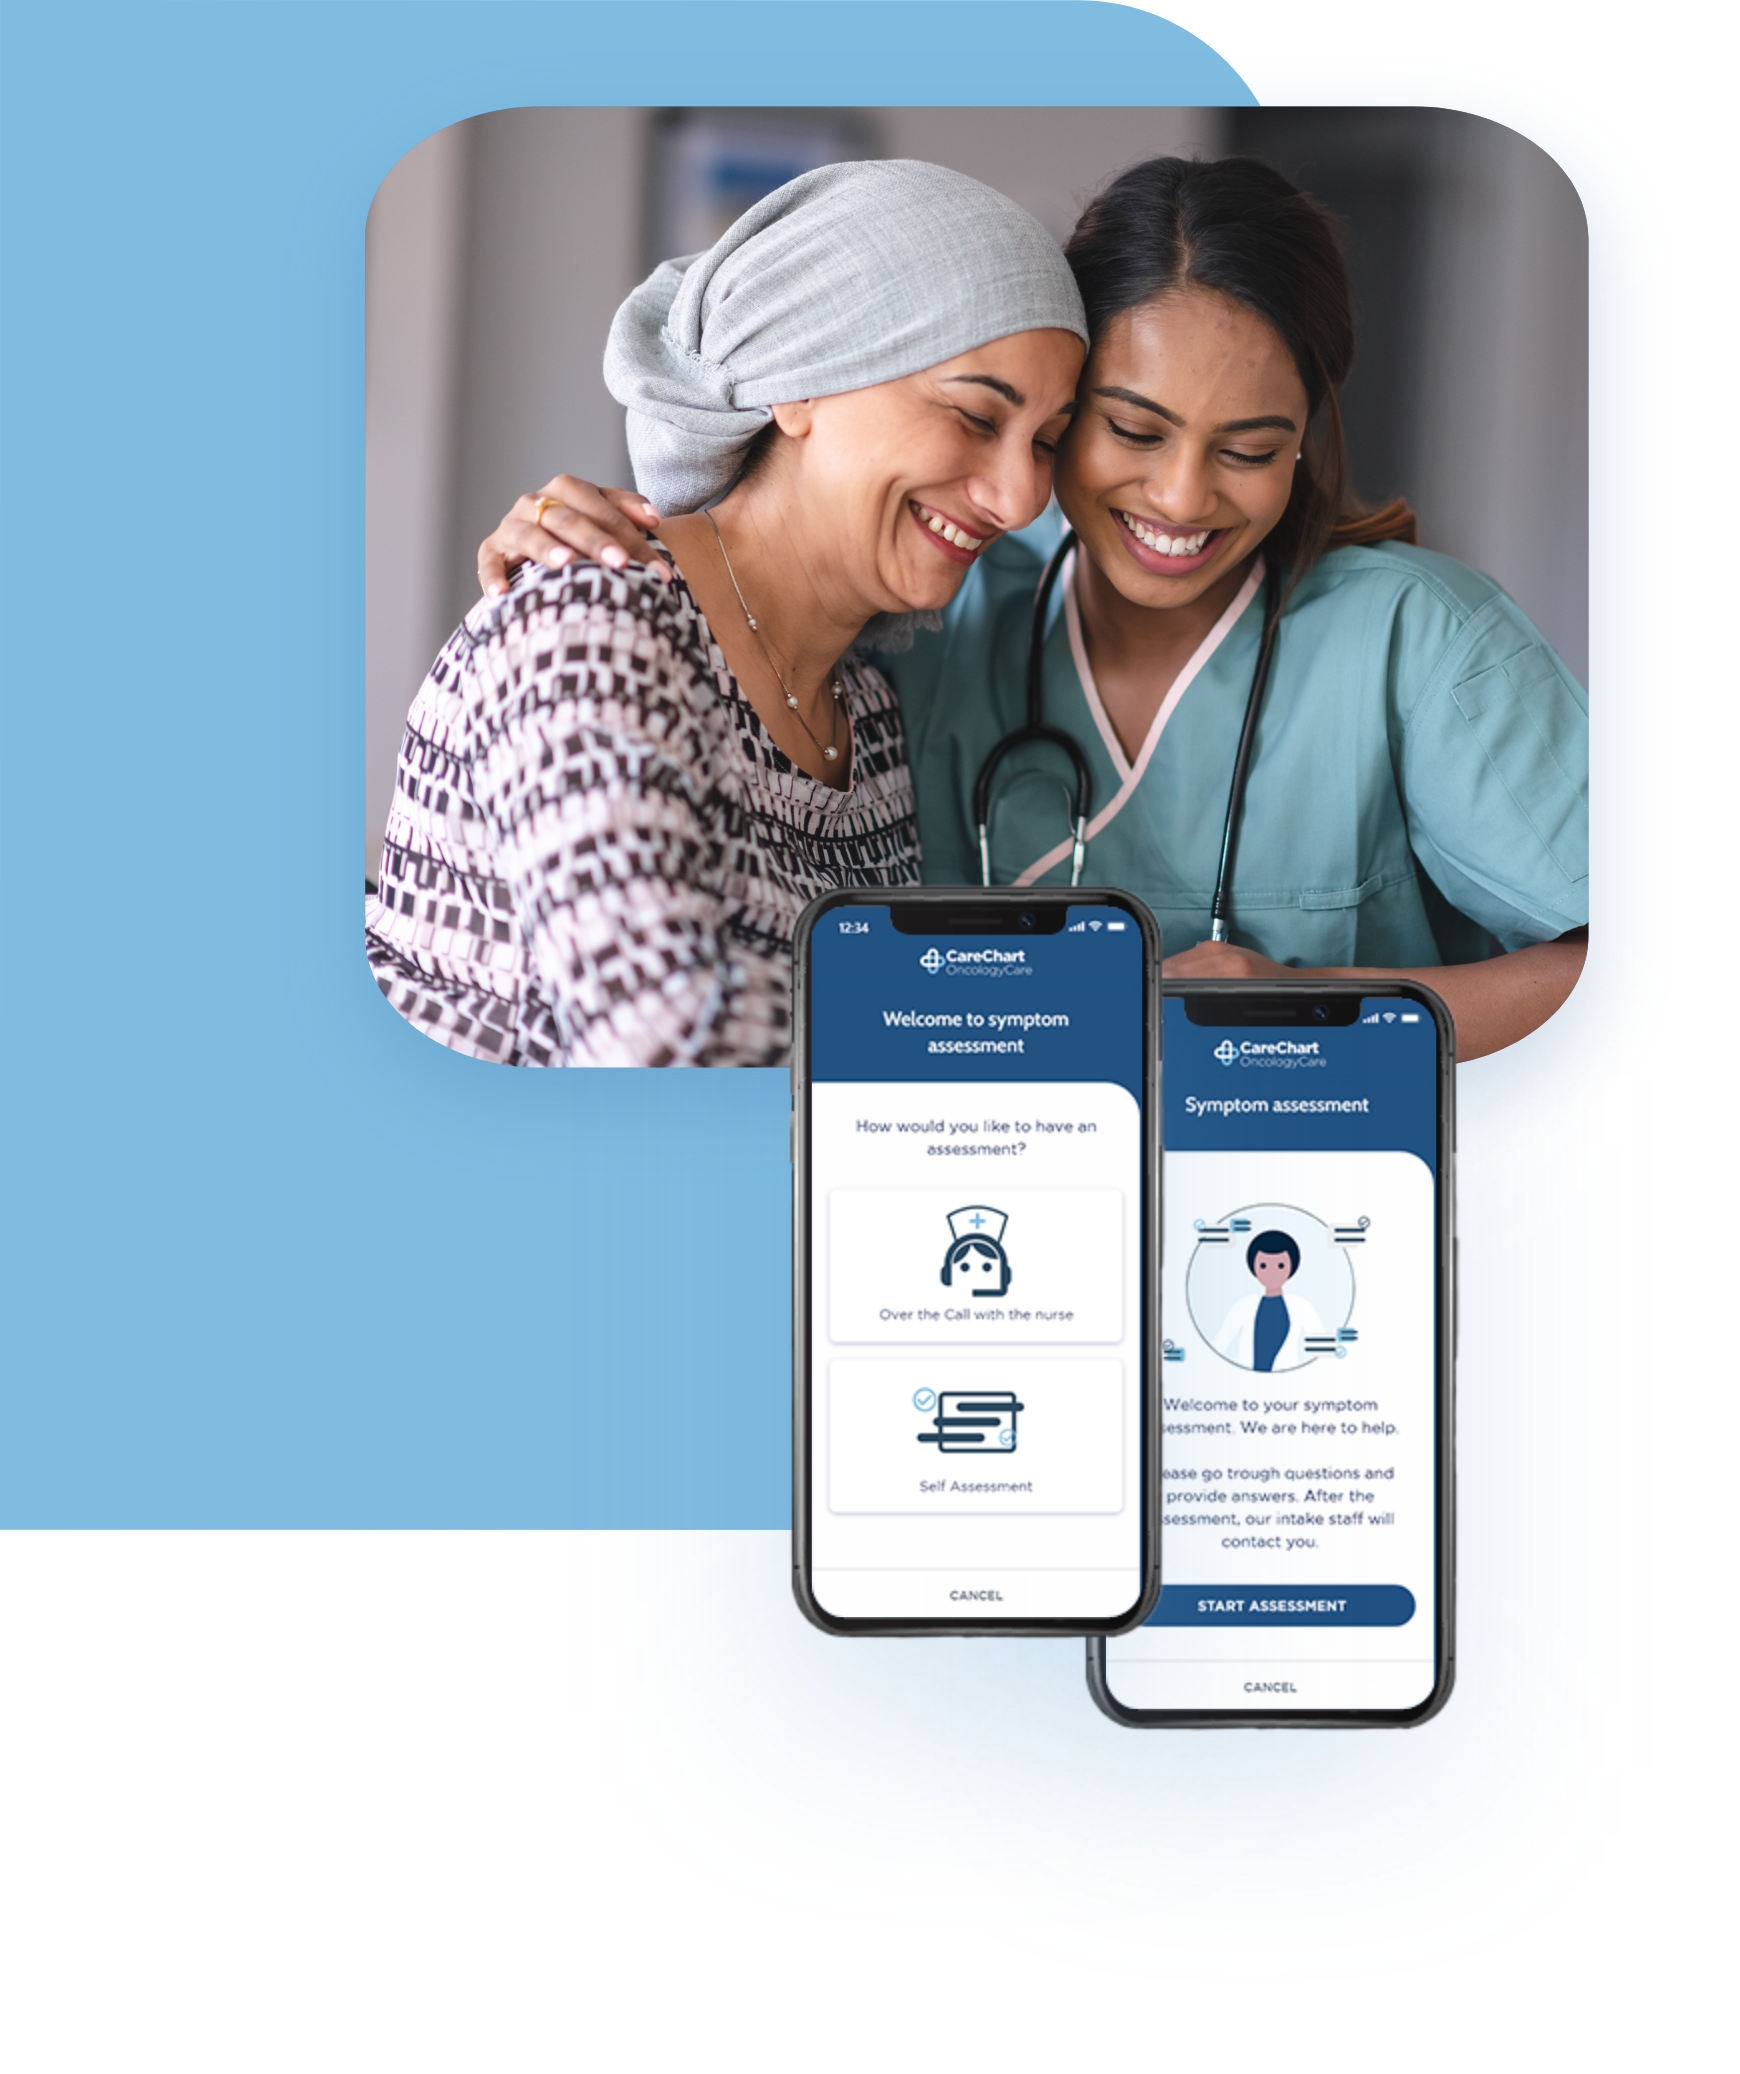 12:34
CareChart
OncologyCare
Welcome to symptom
assessment
How would you like to have an
assessment?
Over the Call with the nurse
Self Assessment
CANCEL
CareChart
OncologyCare
Symptom assessment
Welcome to your symptom
sessment. We are here to help.
ease go trough questions and
provide answers. After the
sessment, our intake staff will
contact you.
START ASSESSMENT
CANCEL